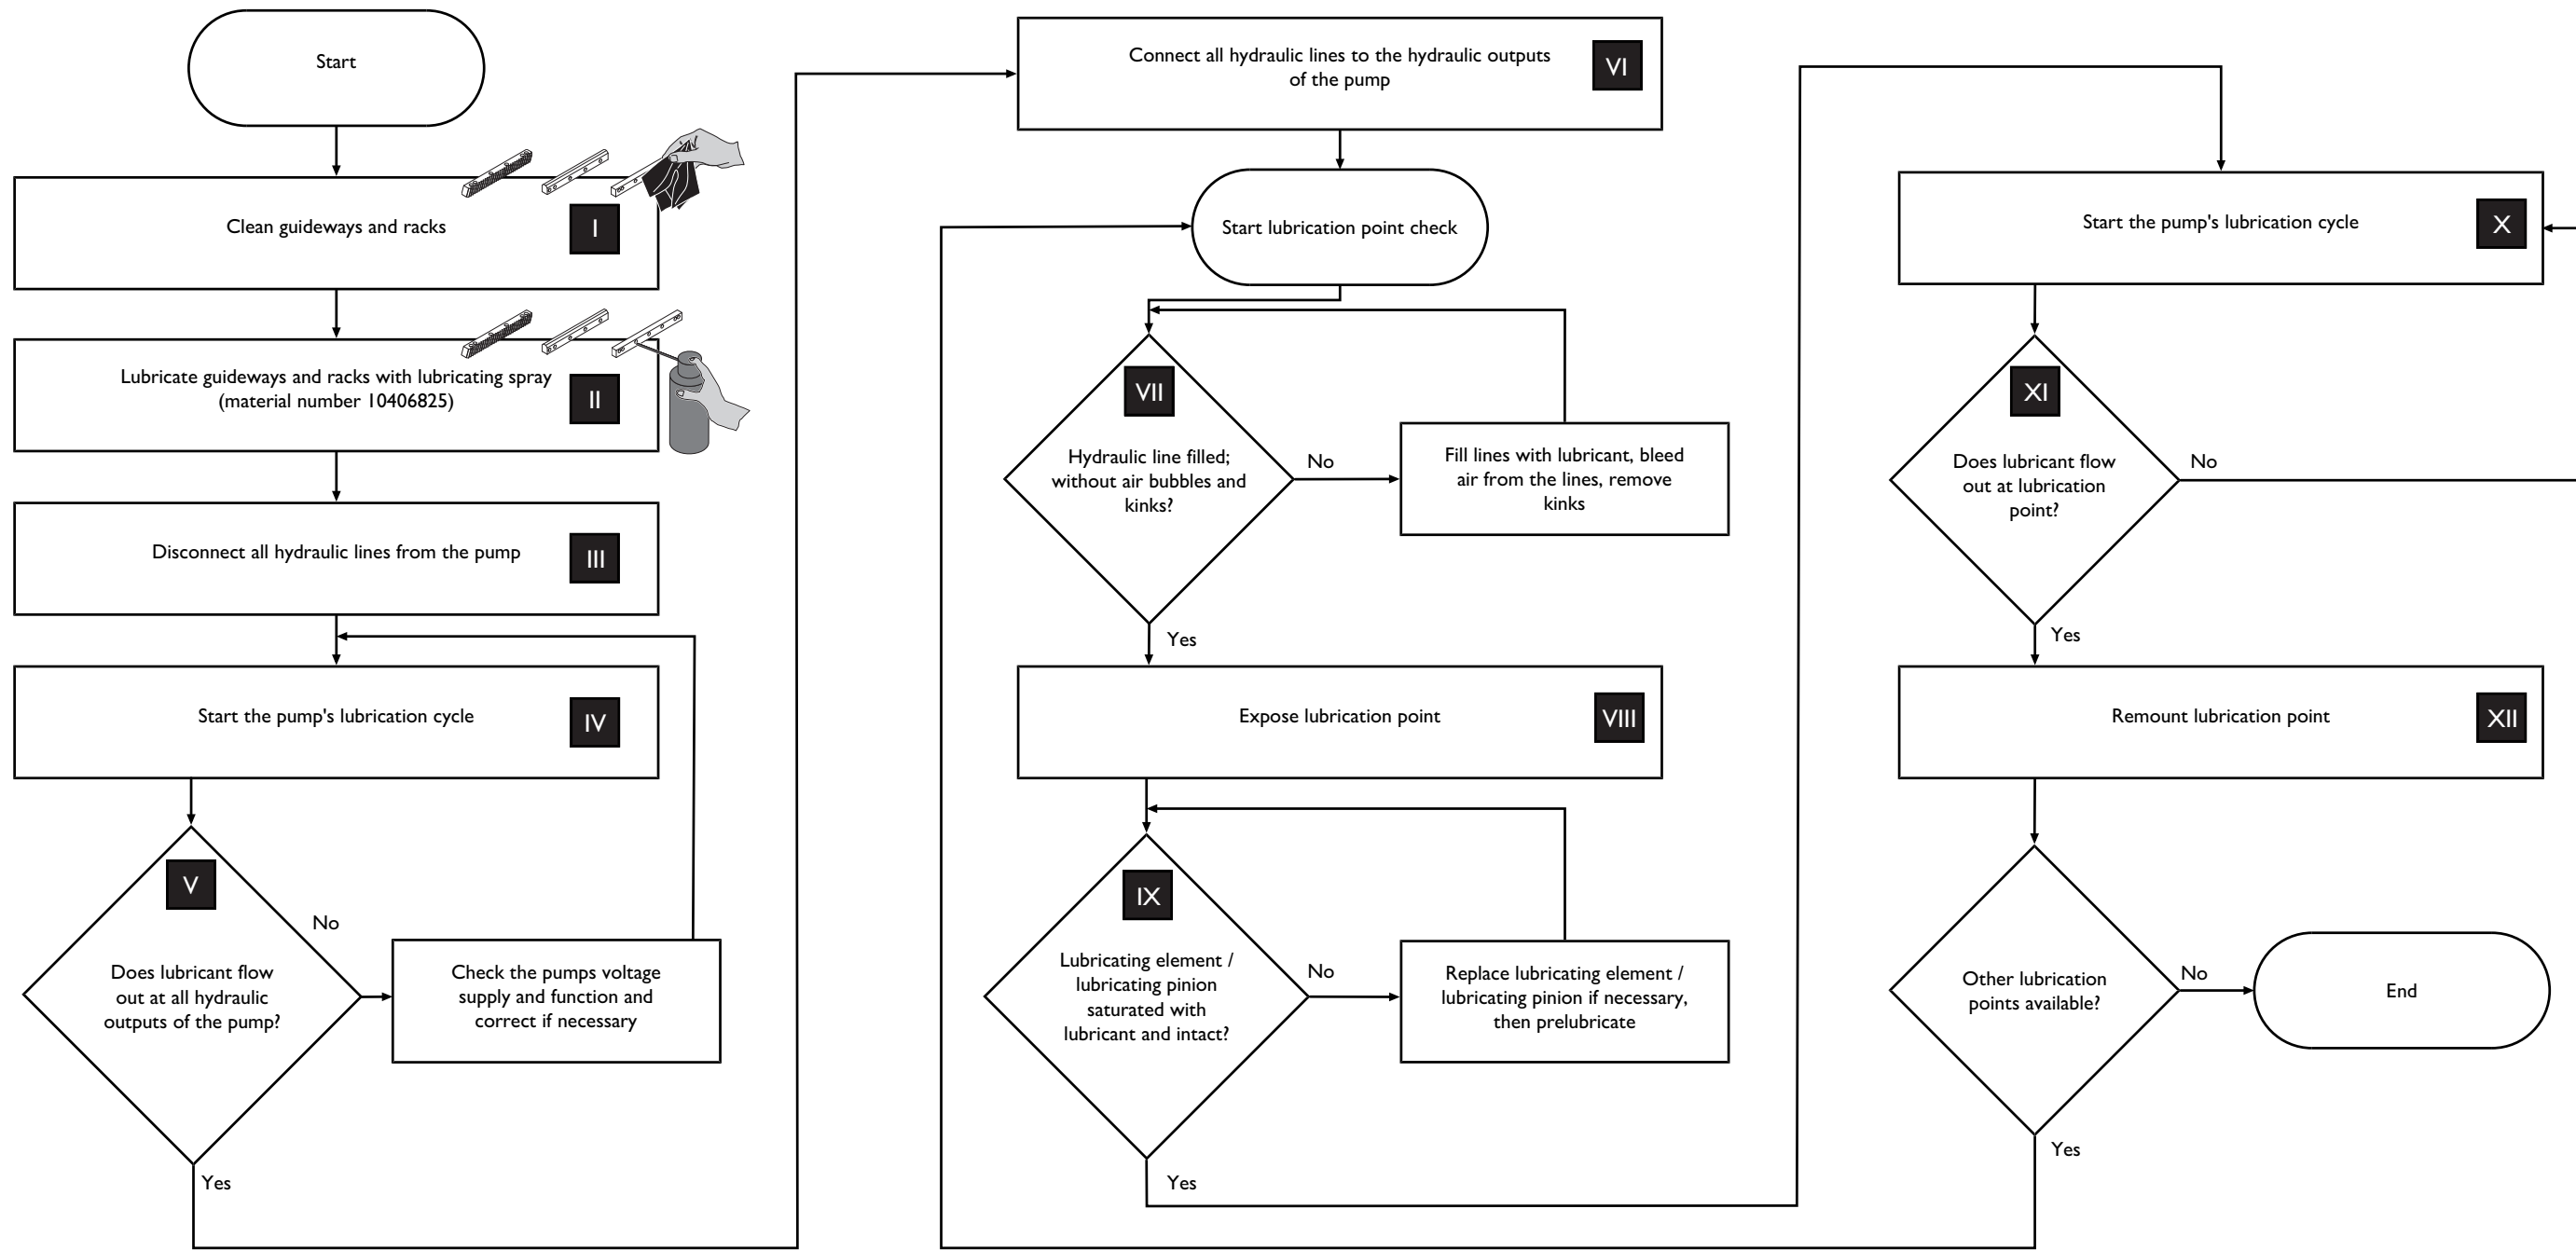 Start
Clean guideways and racks
I
Lubricate guideways and racks with lubricating spray
(material number 10406825)
II
Disconnect all hydraulic lines from the pump
III
Start the pump's lubrication cycle
IV
V
No
Does lubricant flow
out at all hydraulic
outputs of the pump?
Check the pumps voltage
supply and function and
correct if necessary
Yes
Connect all hydraulic lines to the hydraulic outputs
of the pump
VI
Start lubrication point check
VII
Hydraulic line filled;
without air bubbles and
kinks?
No
Fill lines with lubricant, bleed
air from the lines, remove
kinks
Yes
Expose lubrication point
VIII
IX
Lubricating element /
lubricating pinion
saturated with
lubricant and intact?
No
Replace lubricating element /
lubricating pinion if necessary,
then prelubricate
Yes
Start the pump's lubrication cycle
X
XI
Does lubricant flow
out at lubrication
point?
No
Yes
Remount lubrication point
XII
Other lubrication
points available?
No
End
Yes